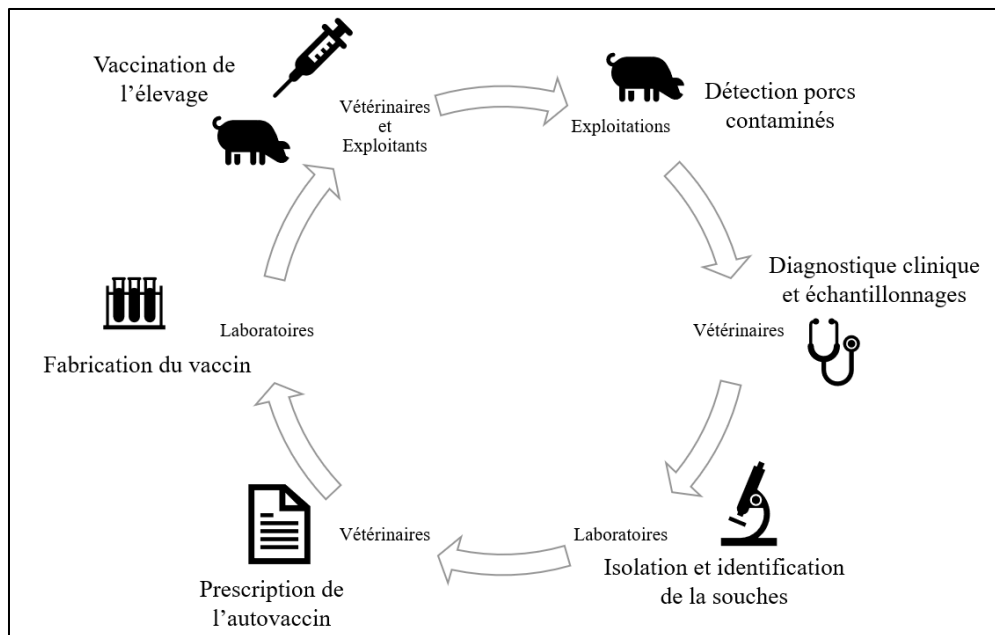 Vaccination de
l’élevage
Vétérinaires
et
Exploitants
Exploitations
Détection porcs
contaminés
Diagnostique clinique
et échantillonnages
Vétérinaires
Laboratoires
Isolation et identification
de la souches
Vétérinaires
Prescription de
l’autovaccin
Laboratoires
Fabrication du vaccin